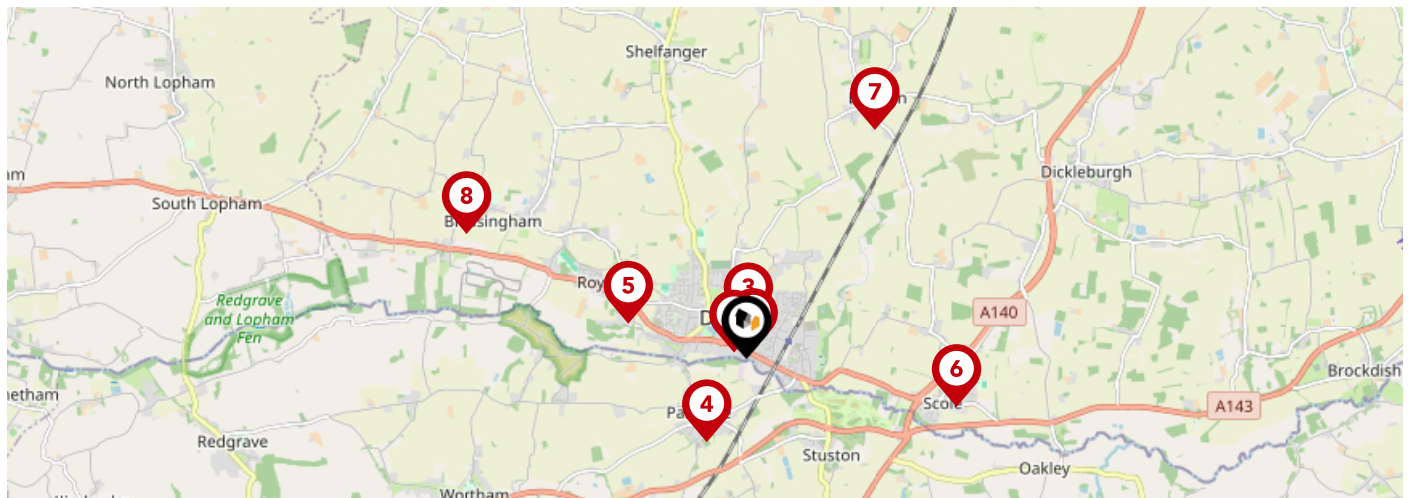 Shelfanger
North Lopham
7
Dickleburgh
8
South Lopham
3
5
Redgrave
and Lopham
Fen
A140
6
Brockdish
4
A143
Redgrave
Stuston
Oakley
Wortham